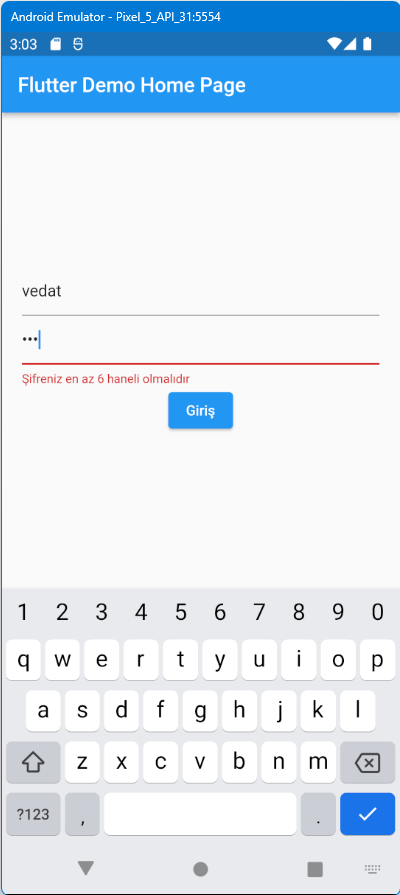 Android Emulator - Pixel_5_API_31:5554
3:03
Flutter Demo Home Page
vedat
•••
Şifreniz en az 6 haneli olmalıdır
Giriş
1 2 3 4 5 6 7 8 9 0
q w e r t y u i o p
a s d f g h j k l
z x c v b n m
?123 , .